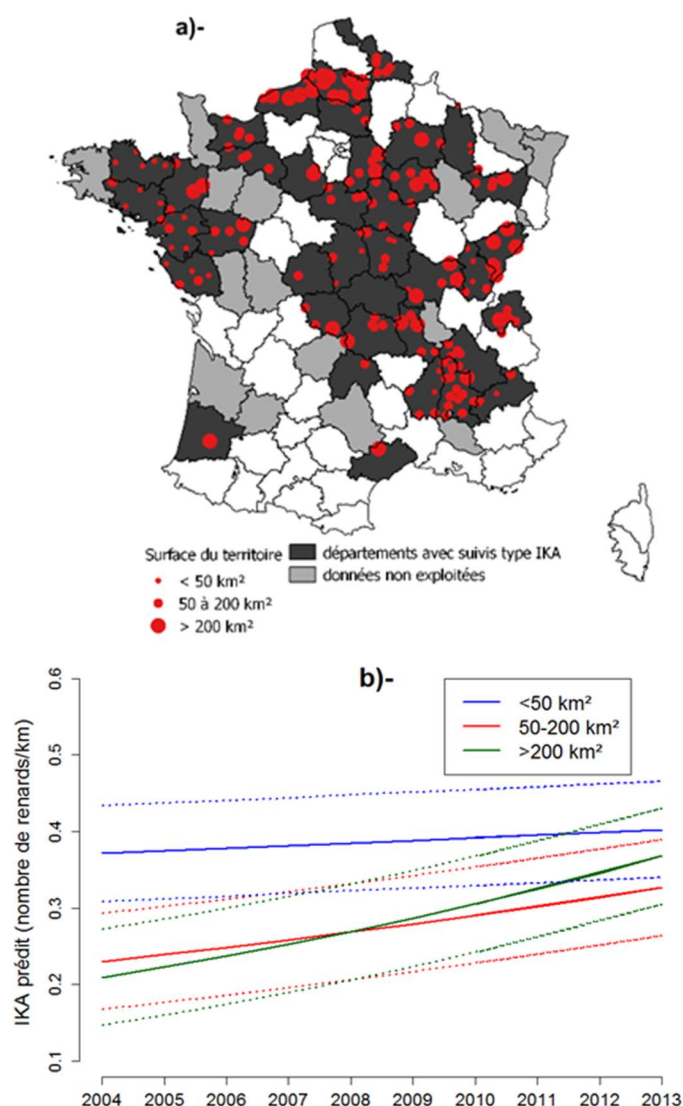 a)-
Surface du territoire
< 50 km²
50 à 200 km²
> 200 km²
départements avec suivis type IKA
données non exploitées
b)-
IKA prédit (nombre de renards/km)
0.6
0.5
0.4
0.3
0.2
0.1
<50 km²
50-200 km²
>200 km²
2004 2005 2006 2007 2008 2009 2010 2011 2012 2013